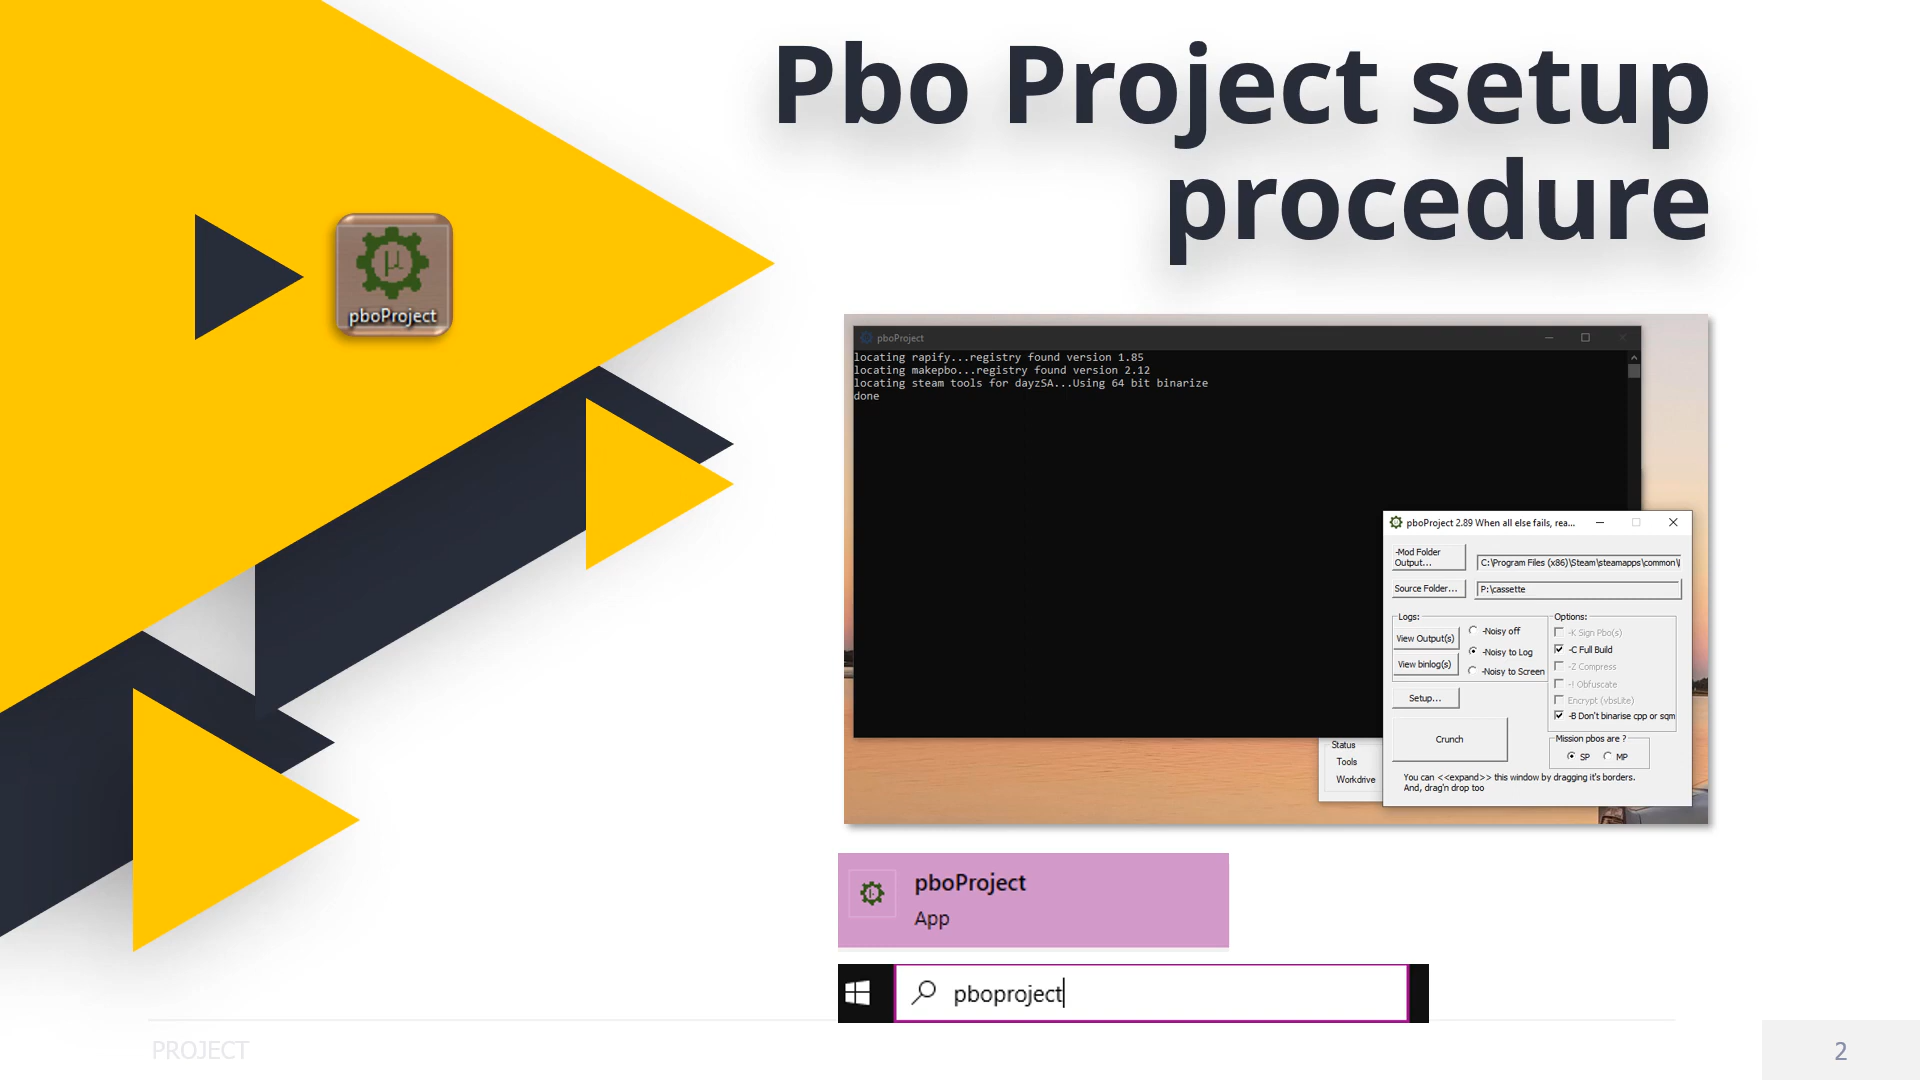 Pbo Project setup
procedure
pboProject
pboProject
locating rapify...registry found version 1.85
locating makepbo...registry found version 2.12
locating steam tools for dayzSA...Using 64 bit binarize
done
pboProject 2.89 When all else fails, rea...
-Mod Folder
Output...
C:\Program Files (x86)\Steam\steamapps\common\
Source Folder...
P:\cassette
Logs:
View Output(s)
View binlog(s)
-Noisy off
-Noisy to Log
-Noisy to Screen
Options:
-K Sign Pbo(s)
-C Full Build
-Z Compress
-! Obfuscate
Encrypt (vbsLite)
-B Don't binarise cpp or sqm
Setup...
Crunch
Mission pbos are ?
SP
MP
You can <<expand>> this window by dragging it's borders.
And, drag'n drop too
Status
Tools
Workdrive
pboProject
App
pboproject
PROJECT
2